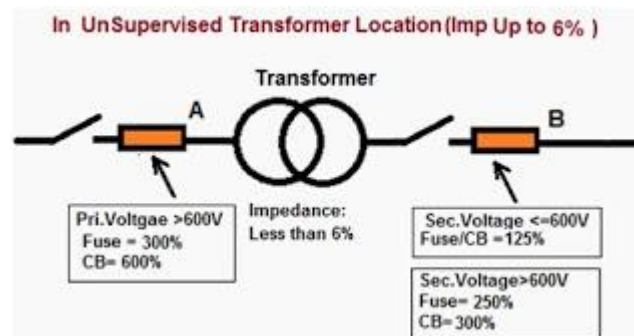 In UnSupervised Transformer Location(Imp Up to 6% )
Transformer
A
B
Pri.Voltgae >600V
Fuse = 300%
CB= 600%
Impedance:
Less than 6%
Sec.Voltage <=600V
Fuse/CB =125%
Sec.Voltage>600V
Fuse= 250%
CB= 300%